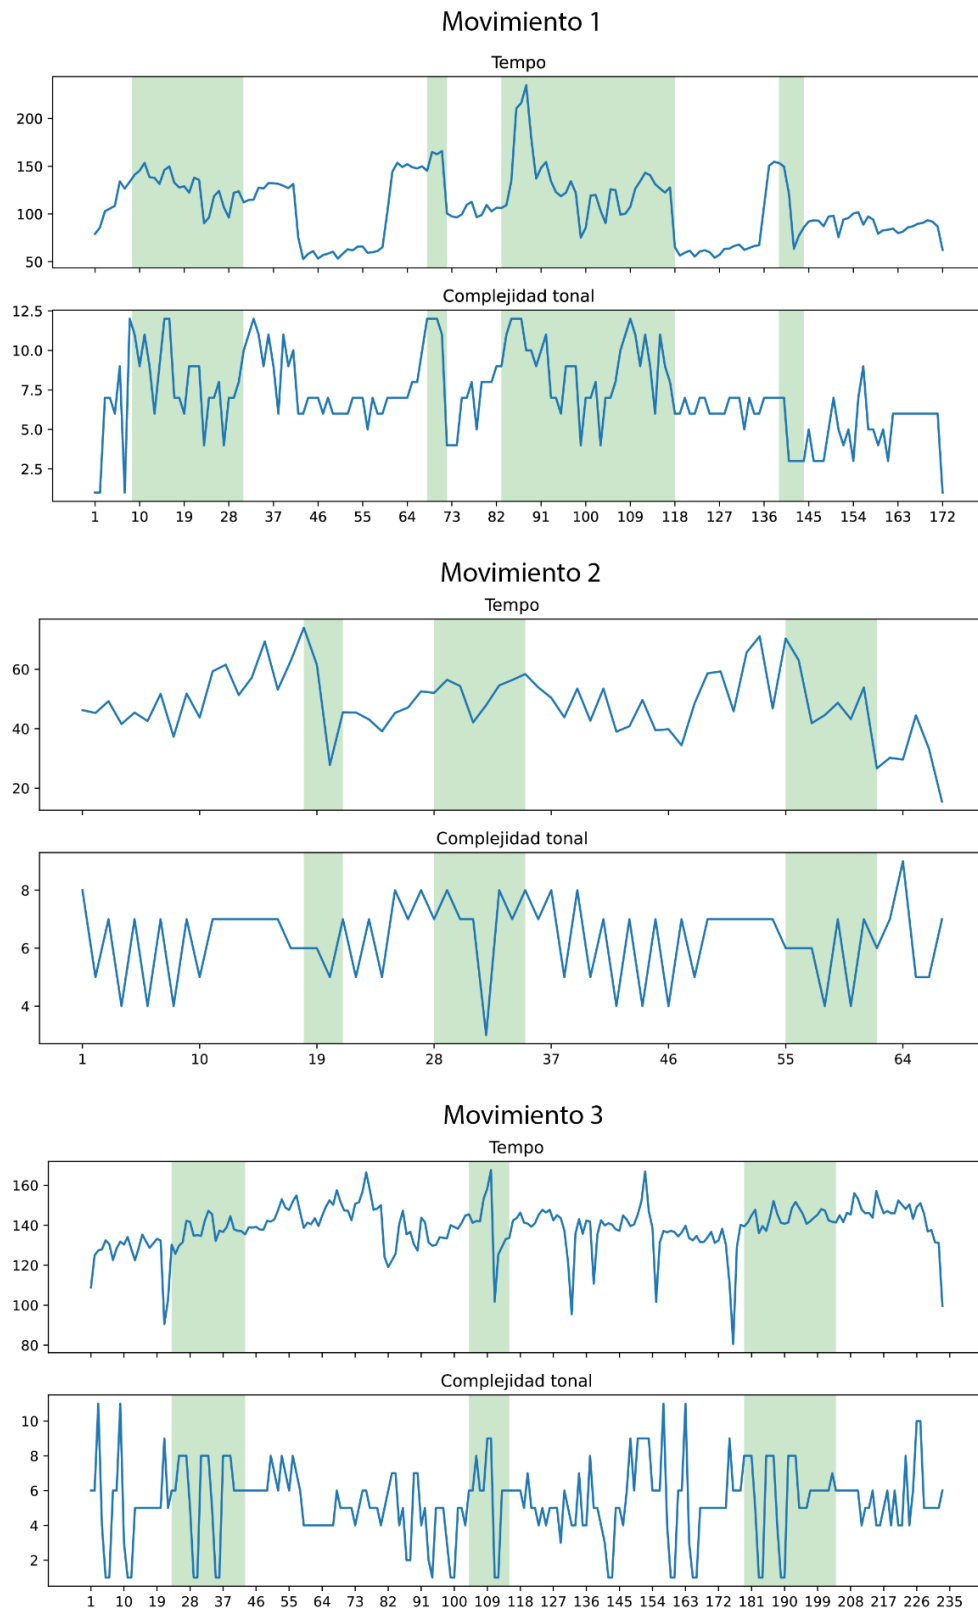 Movimiento 1
Tempo
200
150
100
50
Complejidad tonal
12.5
10.0
7.5
5.0
2.5
1 10 19 28 37 46 55 64 73 82 91 100 109 118 127 136 145 154 163 172
Movimiento 2
Tempo
60
40
20
Complejidad tonal
8
6
4
1 10 19 28 37 46 55 64
Movimiento 3
Tempo
160
140
120
100
80
Complejidad tonal
10
8
6
4
2
1 10 19 28 37 46 55 64 73 82 91 100 109 118 127 136 145 154 163 172 181 190 199 208 217 226 235